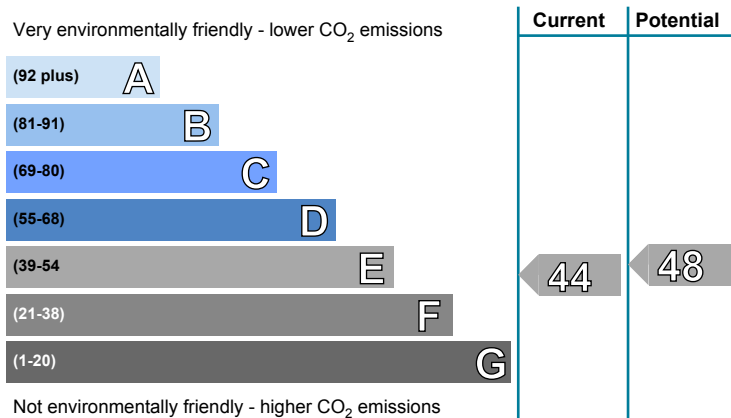 Very environmentally friendly - lower CO₂ emissions
Current
Potential
(92 plus) A
(81-91) B
(69-80) C
(55-68) D
(39-54 E
44
48
(21-38) F
(1-20) G
Not environmentally friendly - higher CO₂ emissions